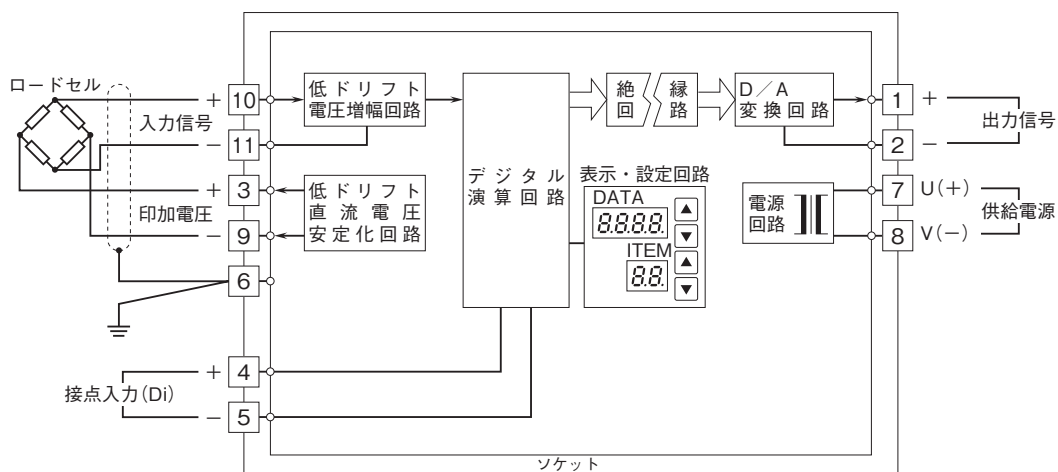 ロードセル
入力信号
印加電圧
接点入力(Di)
+ 10
− 11
+ 3
− 9
6
+ 4
− 5
低ドリフト
電圧増幅回路
低ドリフト
直流電圧
安定化回路
デジタル
演算回路
絶縁
回路
D/A
変換回路
表示・設定回路
DATA
8.8.8.8.
▲
▼
ITEM
8.8.
▲
▼
電源
回路
1 +
2 −
出力信号
7 U(+)
8 V(−)
供給電源
ソケット